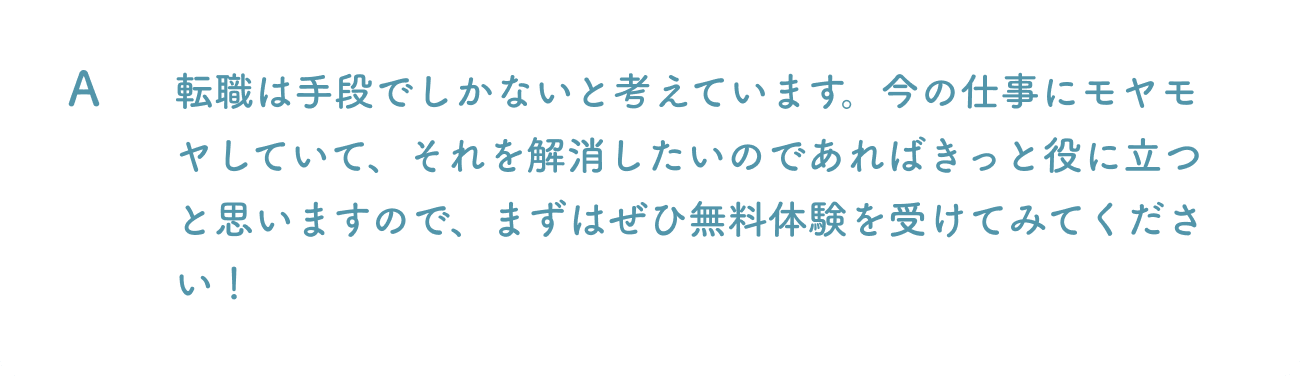 A 転職は手段でしかないと考えています。今の仕事にモヤモ
ヤしていて、それを解消したいのであればきっと役に立つ
と思いますので、まずはぜひ無料体験を受けてみてくださ
い！